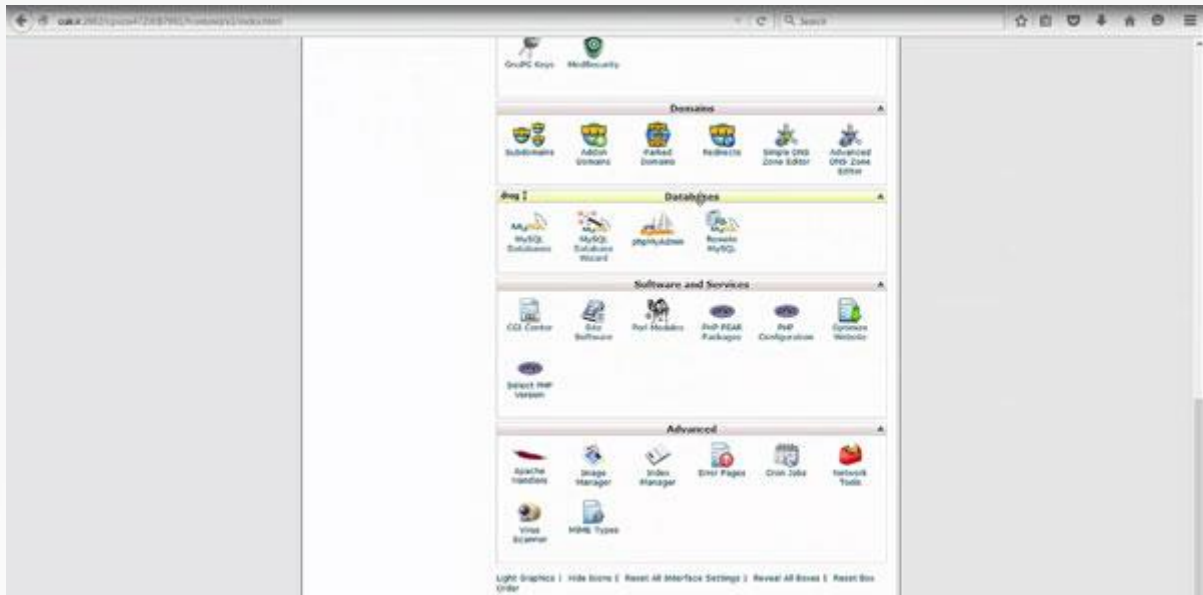 Search
GnuPG Keys ModSecurity
Domains
Subdomains Addon Domains Parked Domains Redirects Simple DNS Zone Editor Advanced DNS Zone Editor
drag Databases
MySQL Databases MySQL Database Wizard phpMyAdmin Remote MySQL
Software and Services
CGI Center Site Software Perl Modules PHP PEAR Packages PHP Configuration Optimize Website
Select PHP Version
Advanced
Apache Handlers Image Manager Index Manager Error Pages Cron Jobs Network Tools
Virus Scanner MIME Types
Light Graphics | Hide Icons | Reset All Interface Settings | Reveal All Boxes | Reset Box
Order